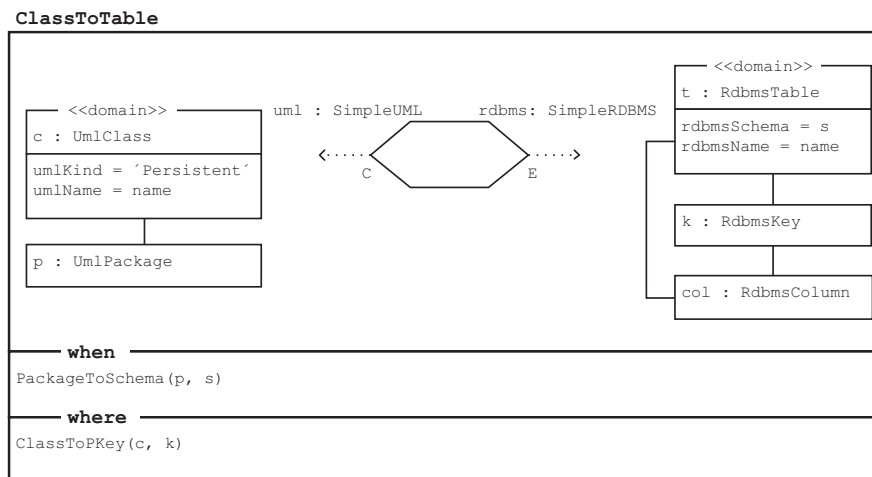 ClassToTable
<<domain>>
c : UmlClass
umlKind = ´Persistent´
umlName = name
p : UmlPackage
uml : SimpleUML
rdbms: SimpleRDBMS
C
E
<<domain>>
t : RdbmsTable
rdbmsSchema = s
rdbmsName = name
k : RdbmsKey
col : RdbmsColumn
when
PackageToSchema(p, s)
where
ClassToPKey(c, k)